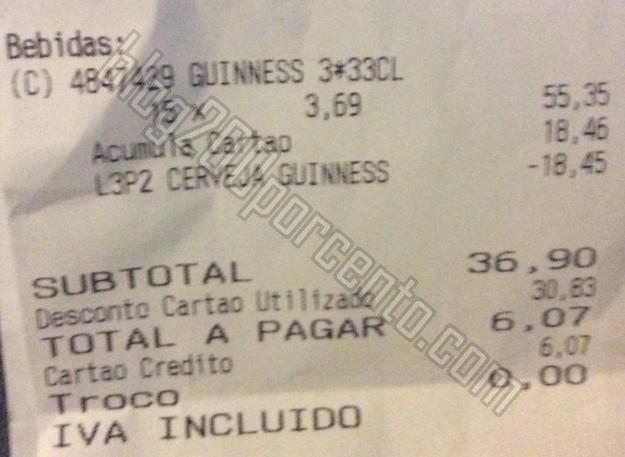 Bebidas:
(C) 4847429 GUINNESS 3*33CL
15 x 3,69 55,35
Acumula Cartao 18,46
L3P2 CERVEJA GUINNESS -18,45
SUBTOTAL 36,90
Desconto Cartao Utilizado 30,83
TOTAL A PAGAR 6,07
Cartao Credito 6,07
Troco 0,00
IVA INCLUIDO
blog200porcento.com